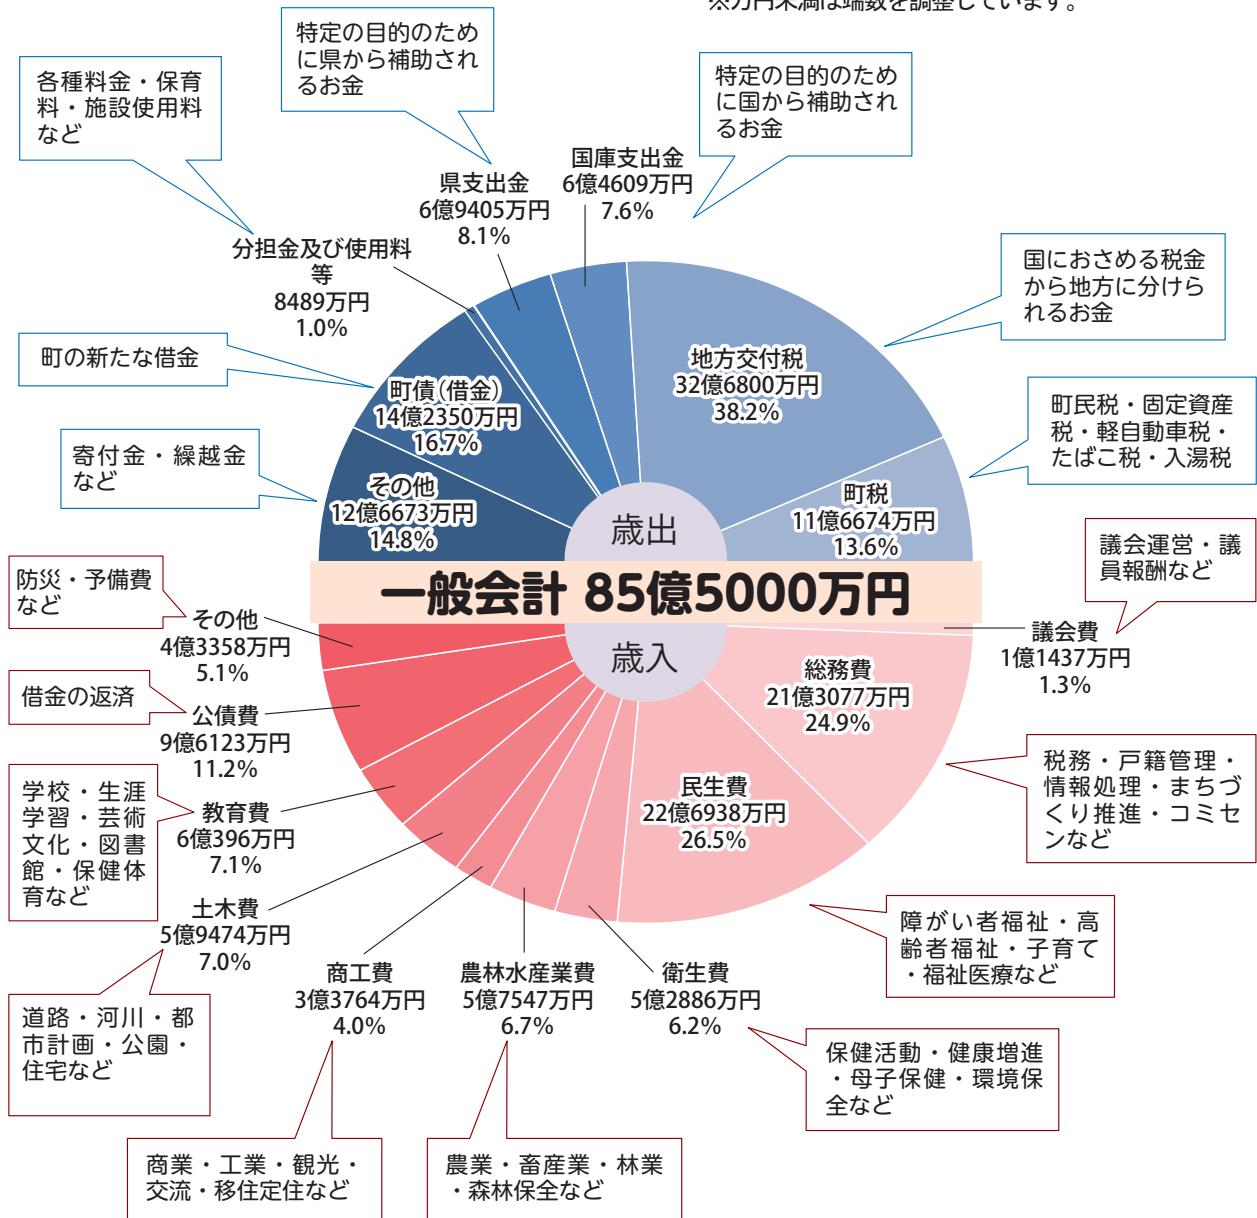 ※万円未満は端数を調整しています。
特定の目的のため
に県から補助され
るお金
各種料金・保育
料・施設使用料
など
特定の目的のため
に国から補助され
るお金
国庫支出金
6億4609万円
7.6%
県支出金
6億9405万円
8.1%
分担金及び使用料
等
8489万円
1.0%
国におさめる税金
から地方に分けら
れるお金
町の新たな借金
地方交付税
32億6800万円
38.2%
町債(借金)
14億2350万円
16.7%
町民税・固定資産
税・軽自動車税・
たばこ税・入湯税
寄付金・繰越金
など
その他
12億6673万円
14.8%
町税
11億6674万円
13.6%
歳出
一般会計 85億5000万円
歳入
議会運営・議
員報酬など
防災・予備費
など
その他
4億3358万円
5.1%
議会費
1億1437万円
1.3%
総務費
21億3077万円
24.9%
借金の返済
公債費
9億6123万円
11.2%
税務・戸籍管理・
情報処理・まちづ
くり推進・コミセ
ンなど
民生費
22億6938万円
26.5%
学校・生涯
学習・芸術
文化・図書
館・保健体
育など
教育費
6億396万円
7.1%
土木費
5億9474万円
7.0%
障がい者福祉・高
齢者福祉・子育て
・福祉医療など
商工費
3億3764万円
4.0%
農林水産業費
5億7547万円
6.7%
衛生費
5億2886万円
6.2%
道路・河川・都
市計画・公園・
住宅など
保健活動・健康増進
・母子保健・環境保
全など
商業・工業・観光・
交流・移住定住など
農業・畜産業・林業
・森林保全など